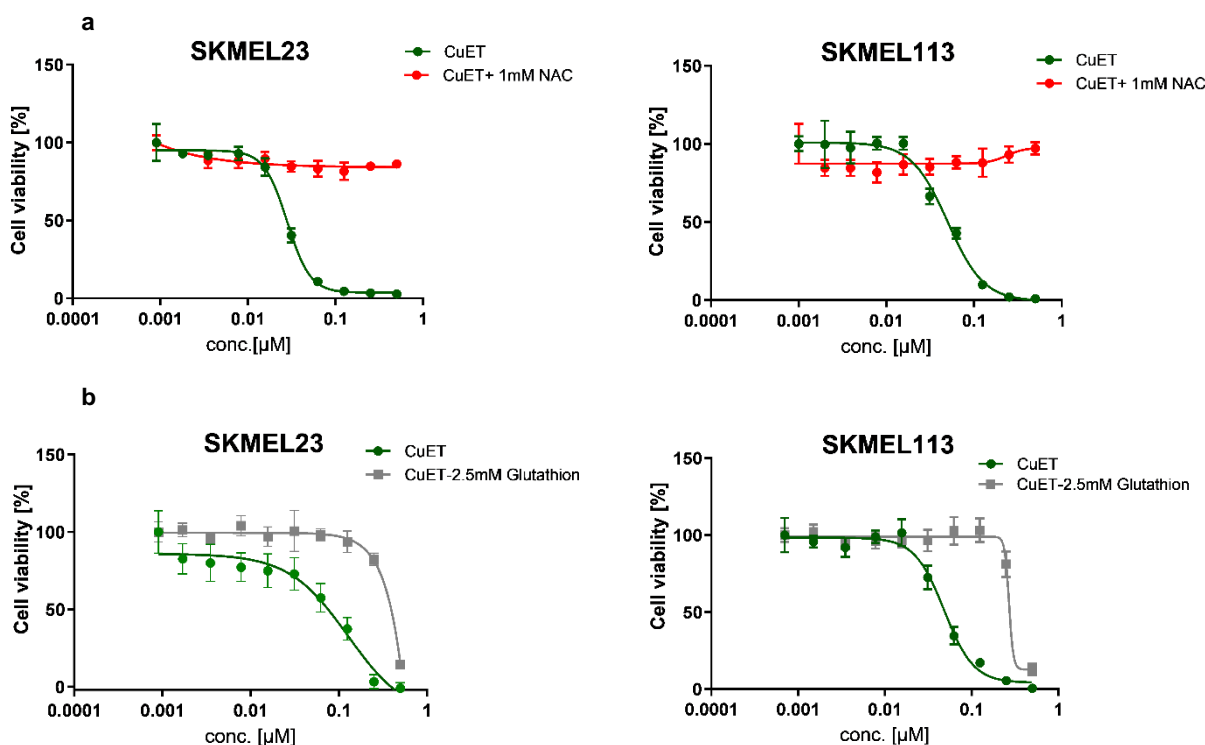 a
SKMEL23
CuET
CuET+ 1mM NAC
Cell viability [%]
150
100
50
0
0.0001
0.001
0.01
0.1
1
conc.[µM]
SKMEL113
CuET
CuET+ 1mM NAC
Cell viability [%]
150
100
50
0
0.0001
0.001
0.01
0.1
1
conc. [µM]
b
SKMEL23
CuET
CuET-2.5mM Glutathion
Cell viability [%]
150
100
50
0
0.0001
0.001
0.01
0.1
1
conc. [µM]
SKMEL113
CuET
CuET-2.5mM Glutathion
Cell viability [%]
150
100
50
0
0.0001
0.001
0.01
0.1
1
conc. [µM]